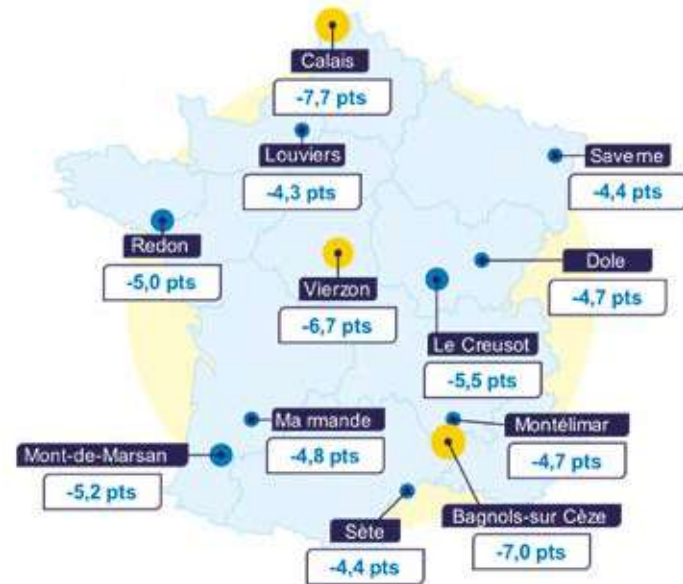 Calais
-7,7 pts
Louviers
-4,3 pts
Saverne
-4,4 pts
Redon
-5,0 pts
Vierzon
-6,7 pts
Dole
-4,7 pts
Le Creusot
-5,5 pts
Ma rmande
-4,8 pts
Montélimar
-4,7 pts
Mont-de-Marsan
-5,2 pts
Sète
-4,4 pts
Bagnols-sur Cèze
-7,0 pts